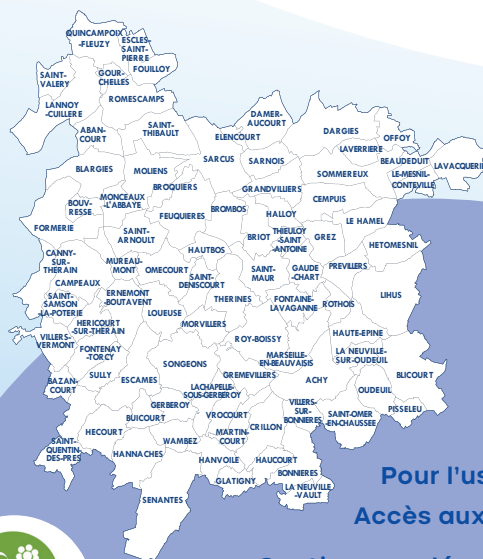 QUINCAMPOIX
-FLEUZY
ESCLES-
SAINT-
PIERRE
SAINT-
VALERY
GOUR-
CHELLES
FOUILLOY
LANNOY
-CUILLERE
ROMESCAMPS
ABAN-
COURT
SAINT-
THIBAULT
DAMER-
AUCOURT
ELENCOURT
DARGIES
OFFOY
LAVERRIERE
BEAUDEDUIT
LAVACQUERIE
BLARGIES
MOLIENS
SARCUS
SARNOIS
SOMMEREUX
LE-MESNIL-
CONTEVILLE
BROQUIERS
GRANDVILLIERS
CEMPUIS
BOUV-
RESSE
MONCEAUX
-L'ABBAYE
FEUQUIERES
BROMBOS
HALLOY
LE HAMEL
FORMERIE
SAINT-
ARNOULT
BRIOT
THIEULOY
-SAINT
-ANTOINE
GREZ
HETOMESNIL
HAUTBOS
CANNY-
SUR-
THERAIN
MUREAU-
MONT
OMECOURT
SAINT-
DENISCOURT
SAINT-
MAUR
GAUDE
-CHART
PREVILLERS
CAMPEAUX
ERNEMONT
-BOUTAVENT
THERINES
FONTAINE-
LAVAGANNE
ROTHOIS
LIHUS
SAINT-
SAMSON
-LA-POTERIE
LOUEUSE
HERICOURT
-SUR-THERAIN
MORVILLERS
VILLERS-
VERMONT
FONTENAY
-TORCY
ROY-BOISSY
HAUTE-EPINE
MARSEILLE-
EN-BEAUVAISIS
LA NEUVILLE-
SUR-OUDEUIL
SONGEONS
GREMEVILLERS
BAZAN-
COURT
SULLY
ESCAMES
LACHAPELLE-
SOUS-GERBEROY
ACHY
BLICOURT
OUDEUIL
GERBEROY
VILLERS-
SUR-
BONNIERES
PISSELEU
BUICOURT
VROCOURT
SAINT-OMER
EN-CHAUSSEE
HECOURT
WAMBEZ
MARTIN-
COURT
CRILLON
SAINT-
QUENTIN-
DES-PRES
HANNACHES
HANVOILE
HAUCOURT
BONNIERES
GLATIGNY
LA NEUVILLE
-VAULT
SENANTES
Pour l'us
Accès aux